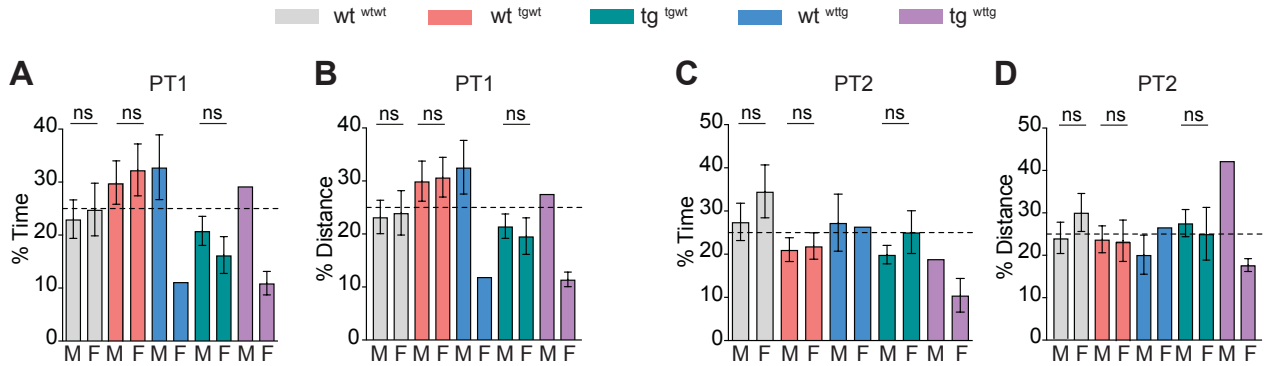 wt wtwt wt tgwt tg tgwt wt wttg tg wttg
A PT1
ns ns ns
% Time
40
30
20
10
0
M F M F M F M F M F
B PT1
ns ns ns
% Distance
40
30
20
10
0
M F M F M F M F M F
C PT2
ns ns ns
% Time
50
40
30
20
10
0
M F M F M F M F M F
D PT2
ns ns ns
% Distance
50
40
30
20
10
0
M F M F M F M F M F